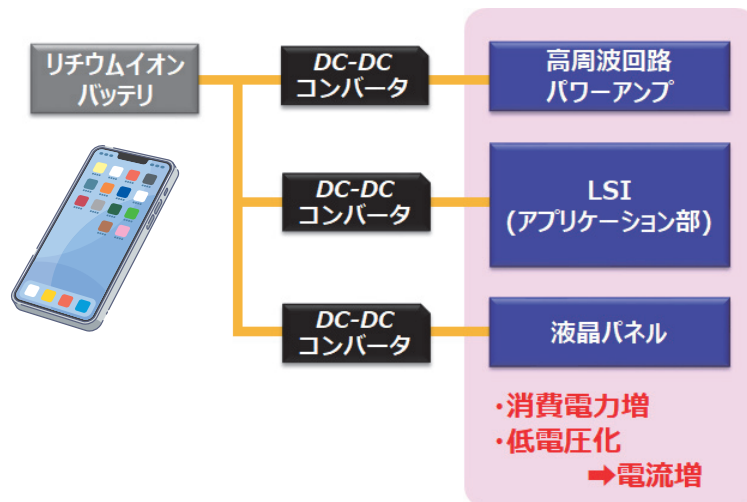 リチウムイオン
バッテリ
DC-DC
コンバータ
高周波回路
パワーアンプ
DC-DC
コンバータ
LSI
(アプリケーション部)
DC-DC
コンバータ
液晶パネル
・消費電力増
・低電圧化
➡電流増